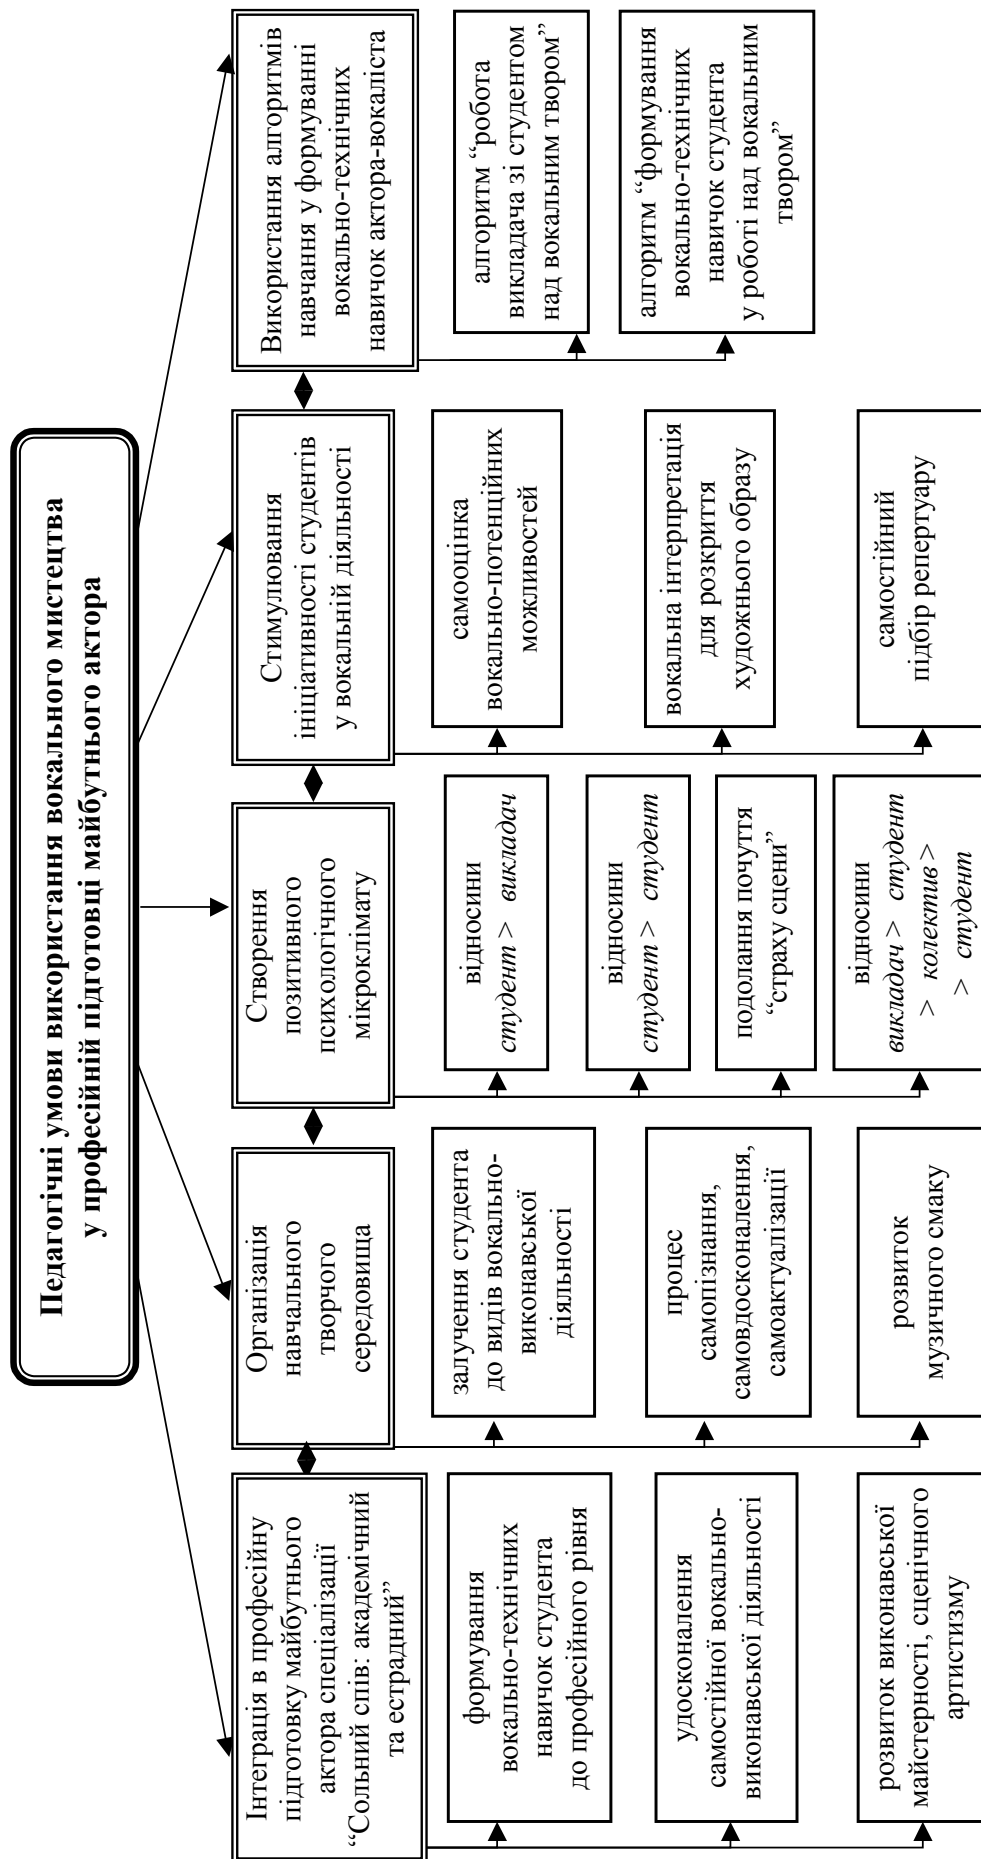 Педагогічні умови використання вокального мистецтва
у професійній підготовці майбутнього актора
Інтеграція в професійну
підготовку майбутнього
актора спеціалізації
“Сольний спів: академічний
та естрадний”
формування
вокально-технічних
навичок студента
до професійного рівня
удосконалення
самостійної вокально-
виконавської діяльності
розвиток виконавської
майстерності, сценічного
артистизму
Організація
навчального
творчого
середовища
залучення студента
до видів вокально-
виконавської
діяльності
процес
самопізнання,
самовдосконалення,
самоактуалізації
розвиток
музичного смаку
Створення
позитивного
психологічного
мікроклімату
відносини
студент > викладач
відносини
студент > студент
подолання почуття
“страху сцени”
відносини
викладач > студент
> колектив >
> студент
Стимулювання
ініціативності студентів
у вокальній діяльності
самооцінка
вокально-потенційних
можливостей
вокальна інтерпретація
для розкриття
художнього образу
самостійний
підбір репертуару
Використання алгоритмів
навчання у формуванні
вокально-технічних
навичок актора-вокаліста
алгоритм “робота
викладача зі студентом
над вокальним твором”
алгоритм “формування
вокально-технічних
навичок студента
у роботі над вокальним
твором”